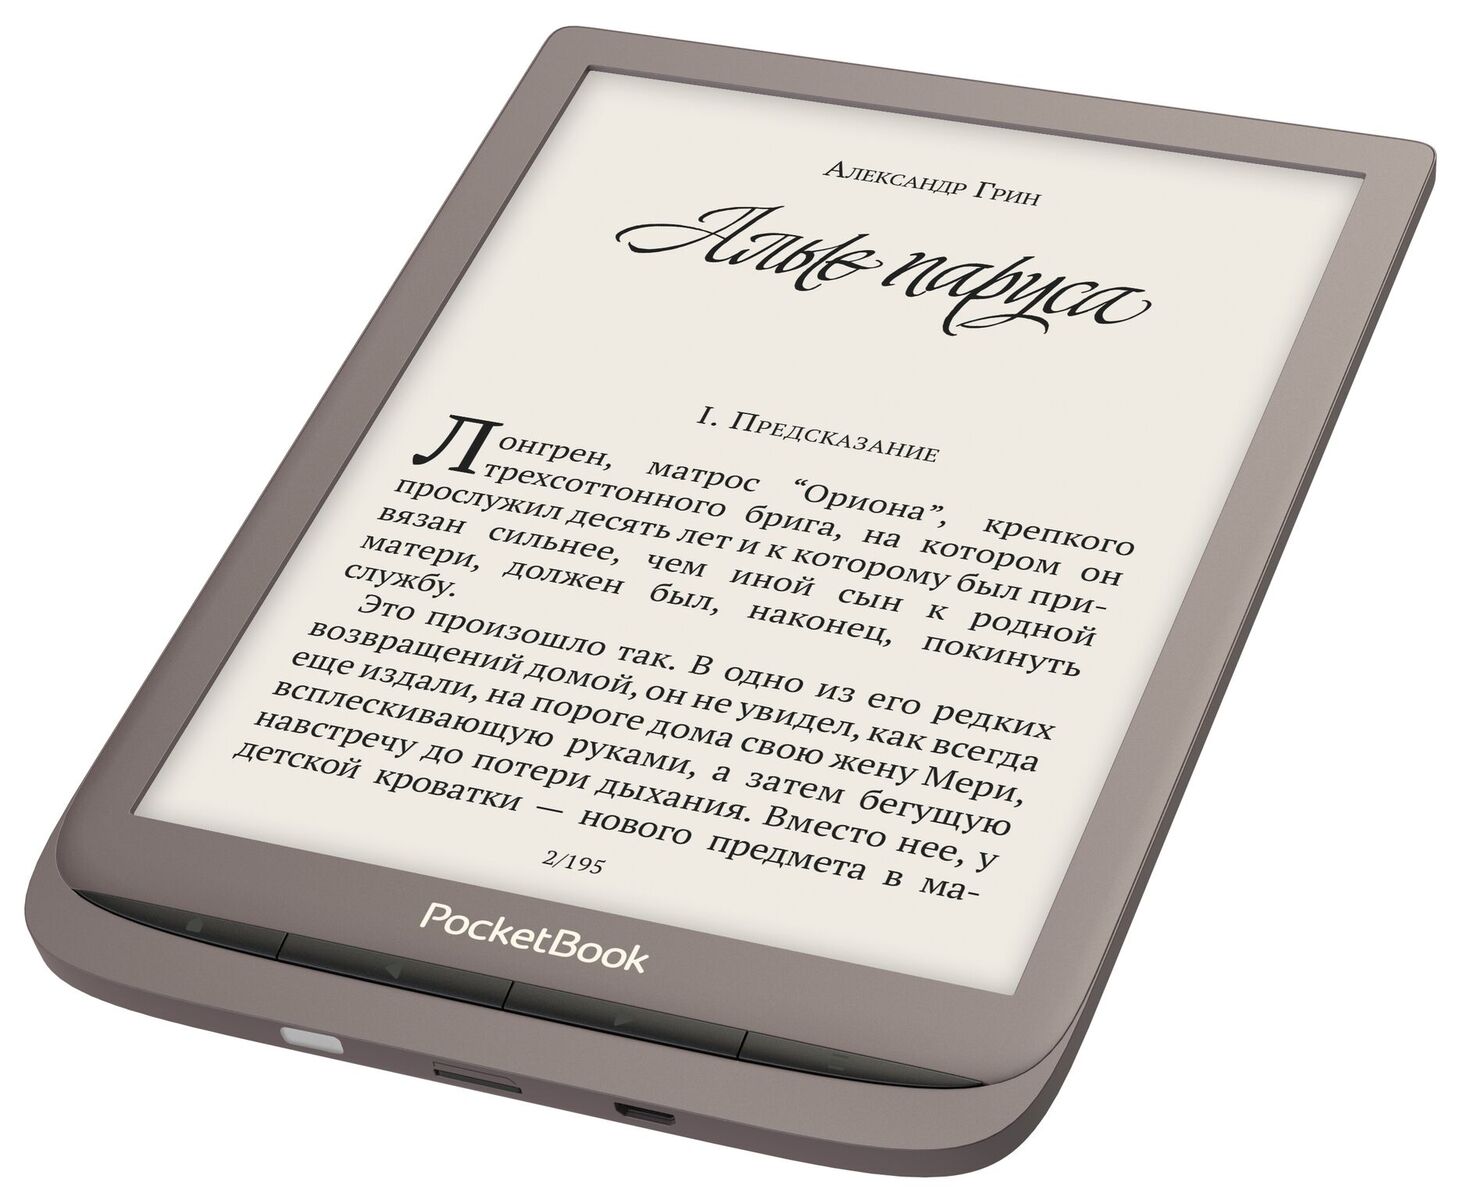 Александр Грин
Алые паруса
I. Предсказание
Лонгрен, матрос “Ориона”, крепкого
трехсоттонного брига, на котором он
прослужил десять лет и к которому был при-
вязан сильнее, чем иной сын к родной
матери, должен был, наконец, покинуть
службу.
Это произошло так. В одно из его редких
возвращений домой, он не увидел, как всегда
еще издали, на пороге дома свою жену Мери,
всплескивающую руками, а затем бегущую
навстречу до потери дыхания. Вместо нее, у
детской кроватки — нового предмета в ма-
2/195
PocketBook